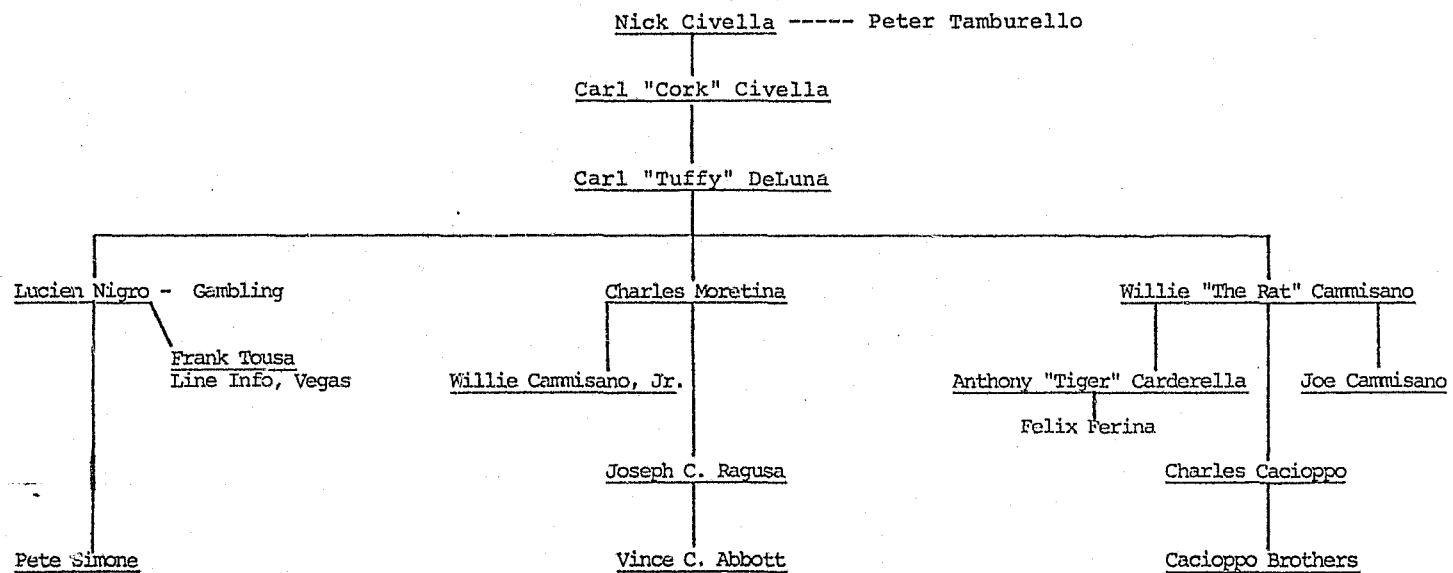 Nick Civella ----- Peter Tamburello
Carl "Cork" Civella
Carl "Tuffy" DeLuna
Lucien Nigro - Gambling
Charles Moretina
Willie "The Rat" Cammisano
Frank Tousa
Line Info, Vegas
Willie Cammisano, Jr.
Anthony "Tiger" Carderella
Joe Cammisano
Felix Ferina
Joseph C. Ragusa
Charles Cacioppo
Pete Simone
Vince C. Abbott
Cacioppo Brothers